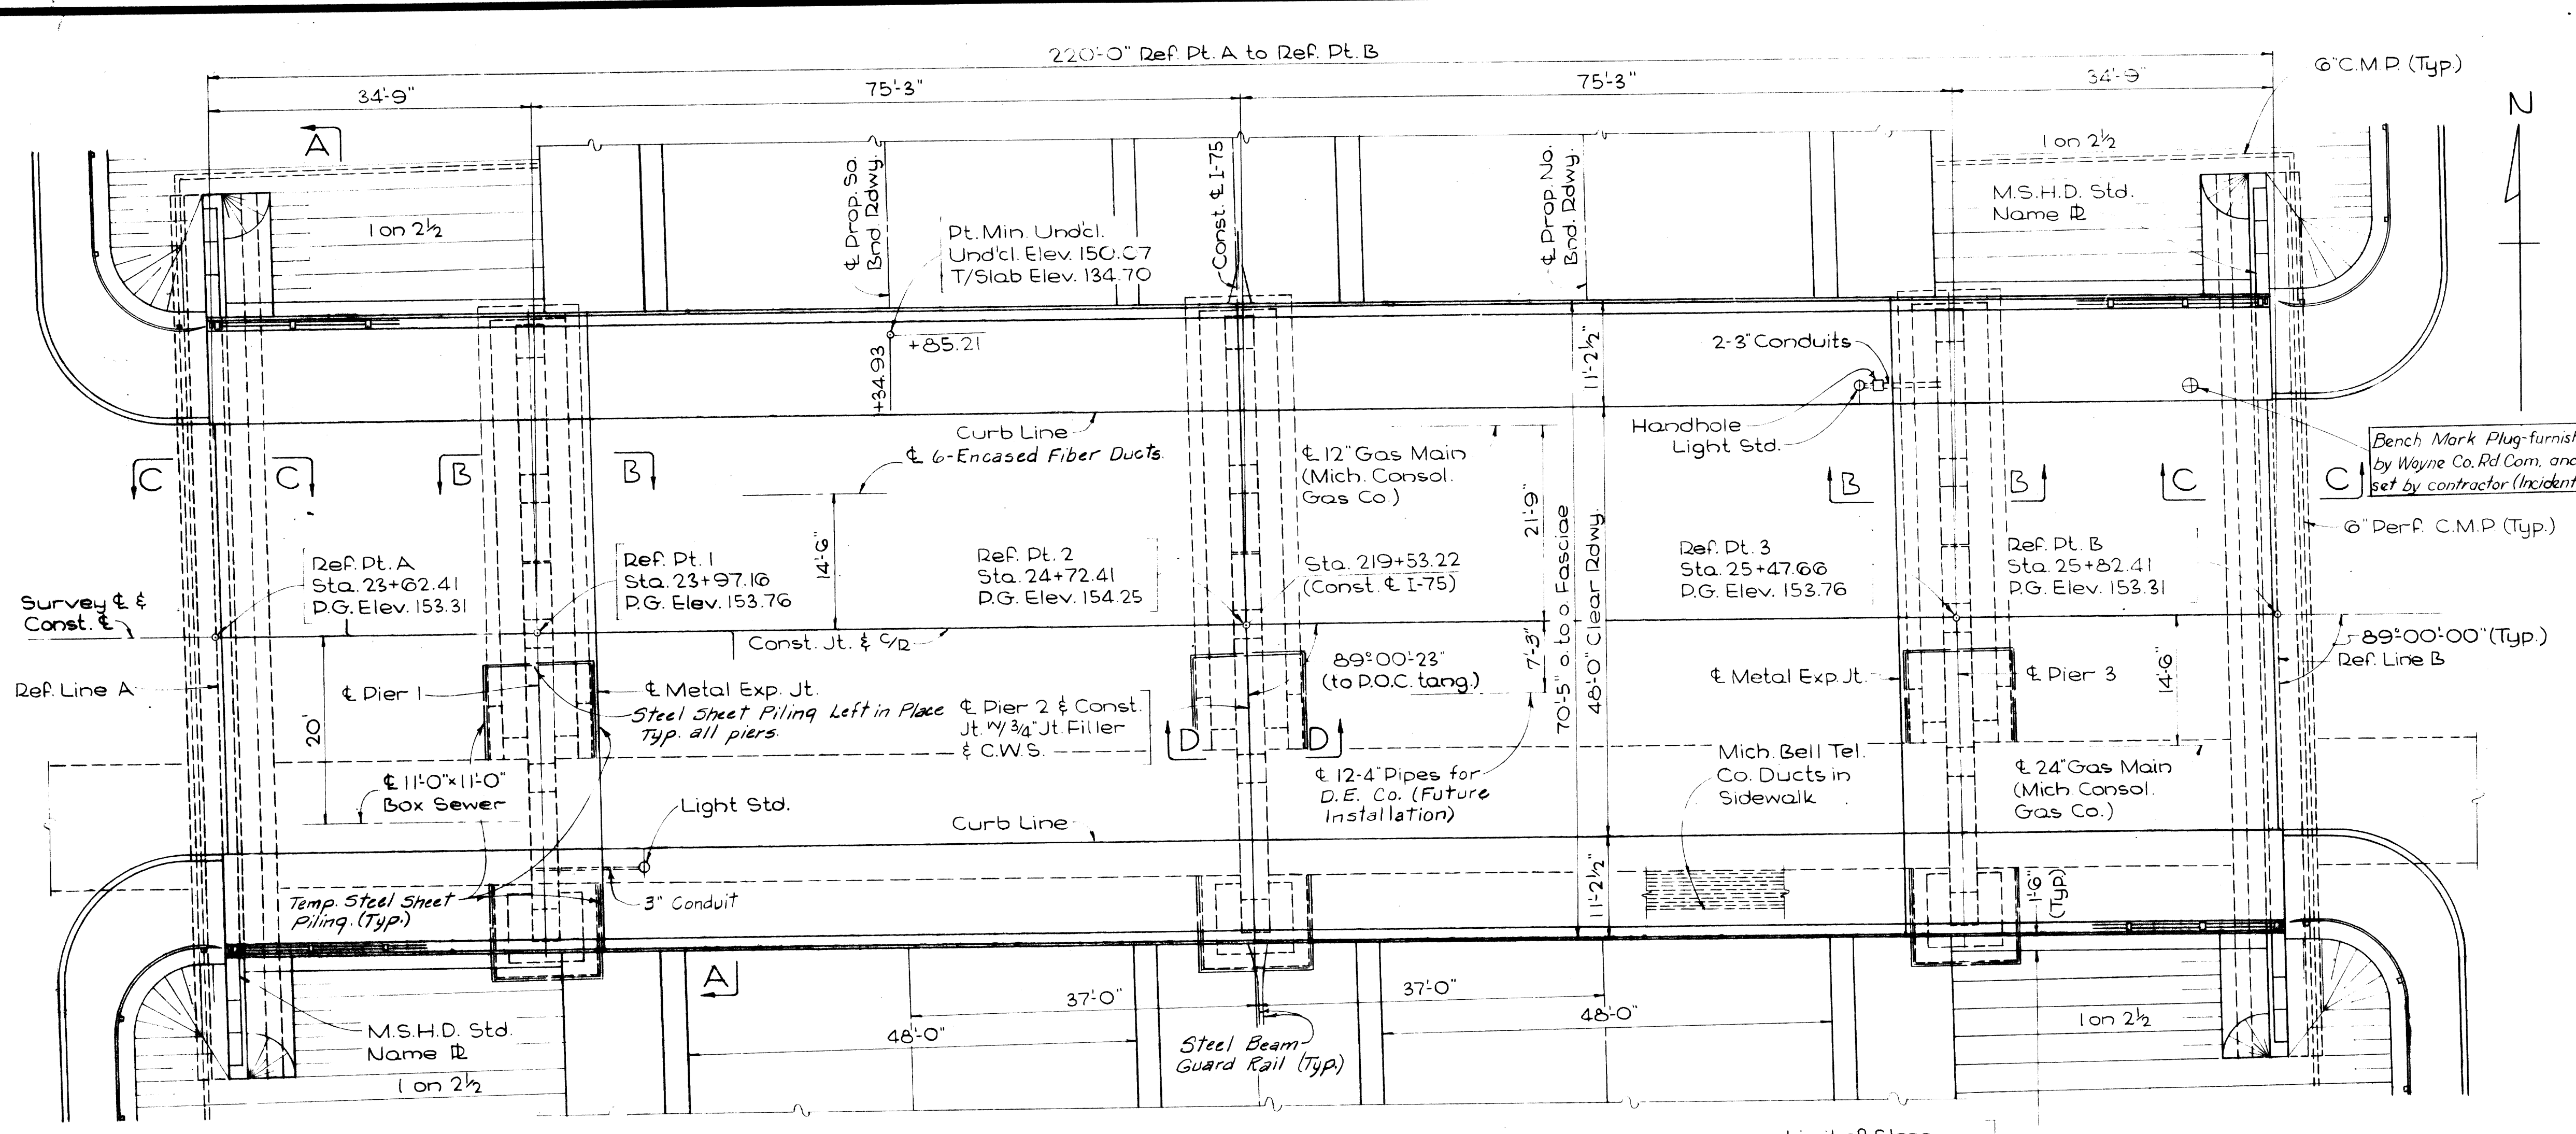 220'-0" Ref. Pt. A to Ref. Pt. B
34'-9"
75'-3"
75'-3"
34'-9"
6" C.M.P. (Typ.)
N
A
1 on 2½
℄ Prop. So.
Bnd. Rdwy.
Pt. Min. Und'cl.
Und'cl. Elev. 150.07
T/Slab Elev. 134.70
Const. ℄ I-75
℄ Prop. No.
Bnd. Rdwy.
1 on 2½
M.S.H.D. Std.
Name ℞
+85.21
+34.93
11'-2½"
2-3" Conduits
Handhole
Light Std.
Curb Line
℄ 6-Encased Fiber Ducts.
℄ 12" Gas Main
(Mich. Consol.
Gas Co.)
Bench Mark Plug-furnish
by Wayne Co. Rd Com, and
set by contractor (Incident
C
C
B
B
B
B
C
C
6" Perf. C.M.P. (Typ.)
21'-9"
14'-6"
70'-5" o to o Fasciae
48'-0" Clear Rdwy.
Ref. Pt. A
Sta. 23+62.41
P.G. Elev. 153.31
Ref. Pt. 1
Sta. 23+97.16
P.G. Elev. 153.76
Ref. Pt. 2
Sta. 24+72.41
P.G. Elev. 154.25
Sta. 219+53.22
(Const. ℄ I-75)
Ref. Pt. 3
Sta. 25+47.66
P.G. Elev. 153.76
Ref. Pt. B
Sta. 25+82.41
P.G. Elev. 153.31
Survey ℄ &
Const. ℄
Const. Jt. & C/R
7'-3"
89°-00'-23"
(to P.O.C. tang.)
89°-00'-00" (Typ.)
Ref. Line B
Ref. Line A
20'
℄ Pier 1
℄ Metal Exp. Jt.
Steel Sheet Piling Left in Place
Typ. all piers.
℄ Pier 2 & Const.
Jt. W/ ¾" Jt. Filler
& C.W.S.
D
D
℄ Metal Exp. Jt.
℄ Pier 3
14'-6"
℄ 11'-0"x11'-0"
Box Sewer
℄ 12-4" Pipes for
D.E. Co. (Future
Installation)
Mich. Bell Tel.
Co. Ducts in
Sidewalk
℄ 24" Gas Main
(Mich. Consol.
Gas Co.)
Light Std.
Curb Line
Temp. Steel Sheet
Piling. (Typ.)
3" Conduit
11'-2½"
1'-6"
(Typ.)
A
37'-0"
37'-0"
48'-0"
48'-0"
M.S.H.D. Std.
Name ℞
1 on 2½
Steel Beam
Guard Rail (Typ.)
1 on 2½